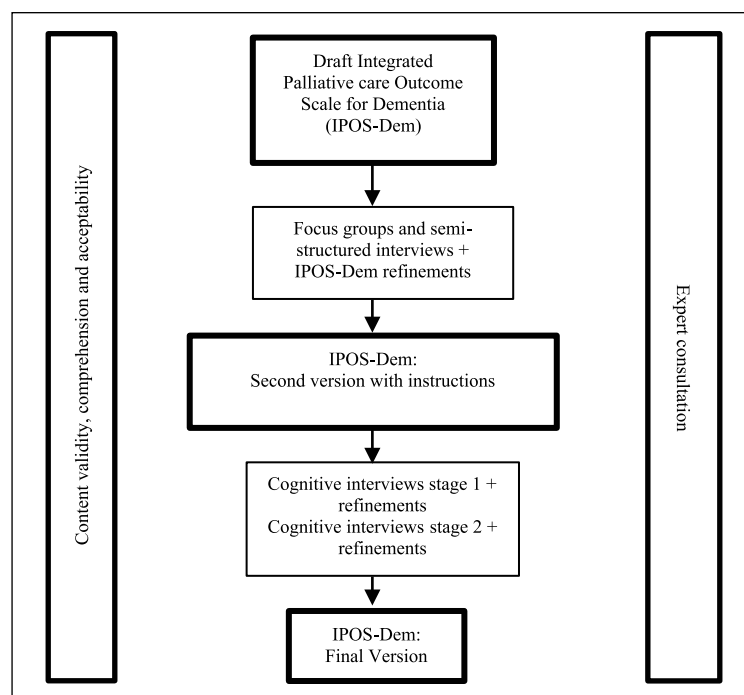 Content validity, comprehension and acceptability
Draft Integrated
Palliative care Outcome
Scale for Dementia
(IPOS-Dem)
Focus groups and semi-
structured interviews +
IPOS-Dem refinements
IPOS-Dem:
Second version with instructions
Cognitive interviews stage 1 +
refinements
Cognitive interviews stage 2 +
refinements
IPOS-Dem:
Final Version
Expert consultation